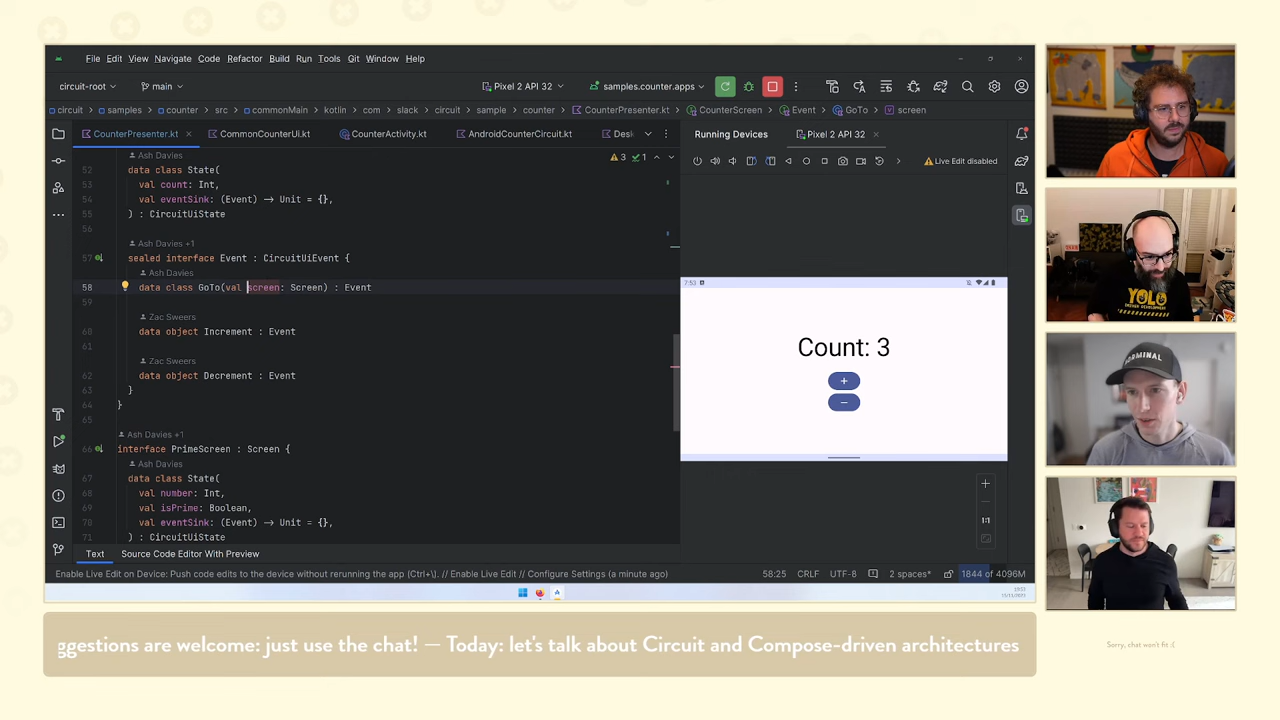 File Edit View Navigate Code Refactor Build Run Tools Git Window Help
circuit-root main Pixel 2 API 32 samples.counter.apps
circuit samples counter src commonMain kotlin com slack circuit sample counter CounterPresenter.kt CounterScreen Event GoTo screen
CounterPresenter.kt CommonCounterUi.kt CounterActivity.kt AndroidCounterCircuit.kt Desk Running Devices Pixel 2 API 32
Ash Davies 3 1
Live Edit disabled
52 data class State(
53 val count: Int,
54 val eventSink: (Event) → Unit = {},
55 ) : CircuitUiState
56
Ash Davies +1
57 sealed interface Event : CircuitUiEvent {
Ash Davies
58 data class GoTo(val screen: Screen) : Event
59
Zac Sweers
60 data object Increment : Event
61
Zac Sweers
62 data object Decrement : Event
63 }
64 }
65
Ash Davies +1
66 interface PrimeScreen : Screen {
Ash Davies
67 data class State(
68 val number: Int,
69 val isPrime: Boolean,
70 val eventSink: (Event) → Unit = {},
71 ) : CircuitUiState
Text Source Code Editor With Preview
7:53
Count: 3
+
−
1:1
Enable Live Edit on Device: Push code edits to the device without rerunning the app (Ctrl+\). // Enable Live Edit // Configure Settings (a minute ago) 58:25 CRLF UTF-8 2 spaces* 1844 of 4096M
YOLO
NORMINAL
ggestions are welcome: just use the chat! — Today: let's talk about Circuit and Compose-driven architectures
Sorry, chat won't fit :(